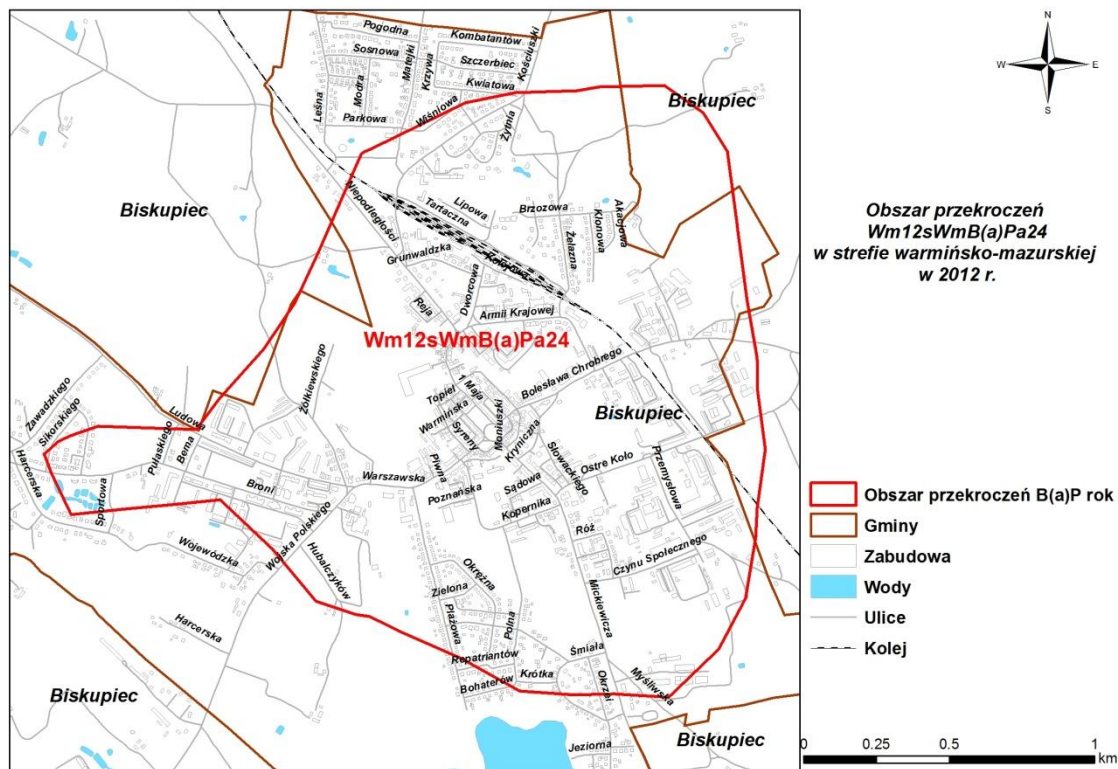 Pogodna
Kombatantów
Kościuszki
Sosnowa
Matejki
Szczerbiec
Krzywa
Modra
Kwiatowa
Leśna
Parkowa
Wiśniowa
Żytnia
Biskupiec
N
W
E
S
Biskupiec
Niepodległości
Tartaczna
Lipowa
Brzozowa
Klonowa
Akacjowa
Żelazna
Grunwaldzka
Kolejowa
Dworcowa
Reja
Armii Krajowej
Obszar przekroczeń
Wm12sWmB(a)Pa24
w strefie warmińsko-mazurskiej
w 2012 r.
Wm12sWmB(a)Pa24
Żółkiewskiego
Bolesława Chrobrego
1 Maja
Topiel
Warmińska
Syreny
Moniuszki
Kryniczna
Biskupiec
Zawadzkiego
Sikorskiego
Ludowa
Pułaskiego
Bema
Harcerska
Sportowa
Broni
Warszawska
Piwna
Poznańska
Sądowa
Kopernika
Słowackiego
Ostre Koło
Przemysłowa
Róż
Czynu Społecznego
Wojska Polskiego
Wojewódzka
Hubalczyków
Okrężna
Zielona
Plażowa
Polna
Mickiewicza
Harcerska
Repatriantów
Śmiała
Krótka
Bohaterów
Okrzei
Myśliwska
Biskupiec
Jeziorna
Biskupiec
Obszar przekroczeń B(a)P rok
Gminy
Zabudowa
Wody
Ulice
Kolej
0 0.25 0.5 1
km